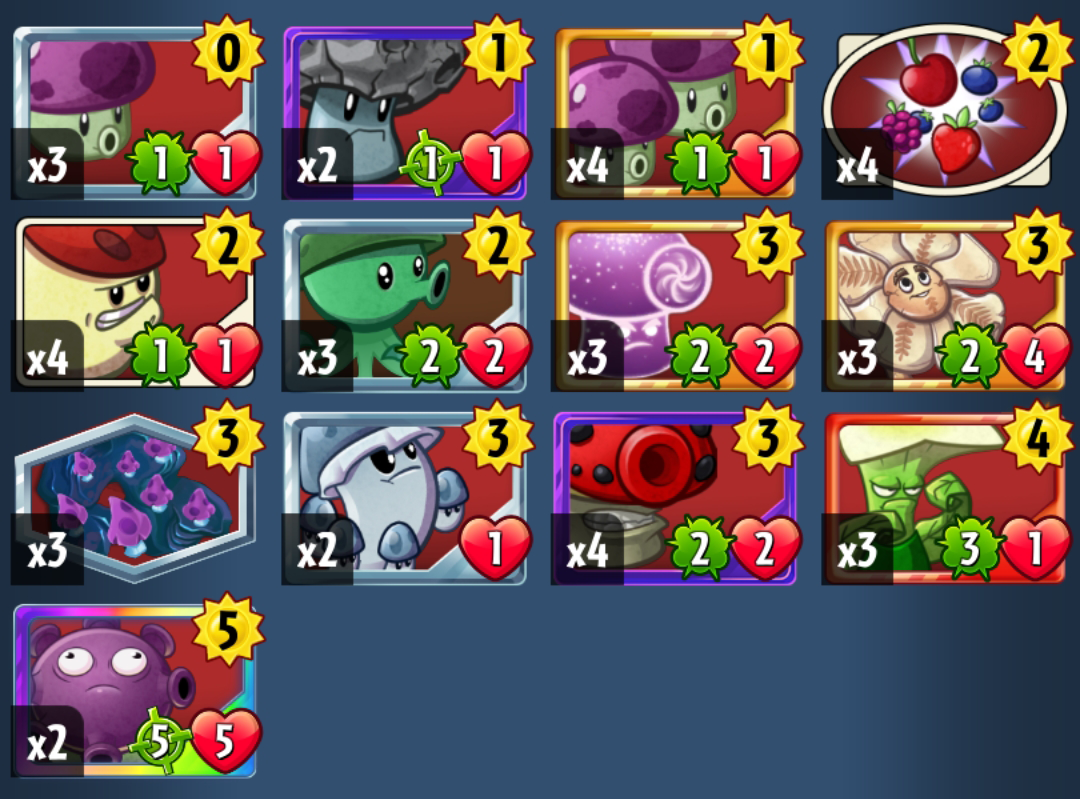 0 1 1 2
x3 1 1 x2 1 1 x4 1 1 x4
2 2 3 3
x4 1 1 x3 2 2 x3 2 2 x3 2 4
3 3 3 4
x3 x2 1 x4 2 2 x3 3 1
5
x2 5 5